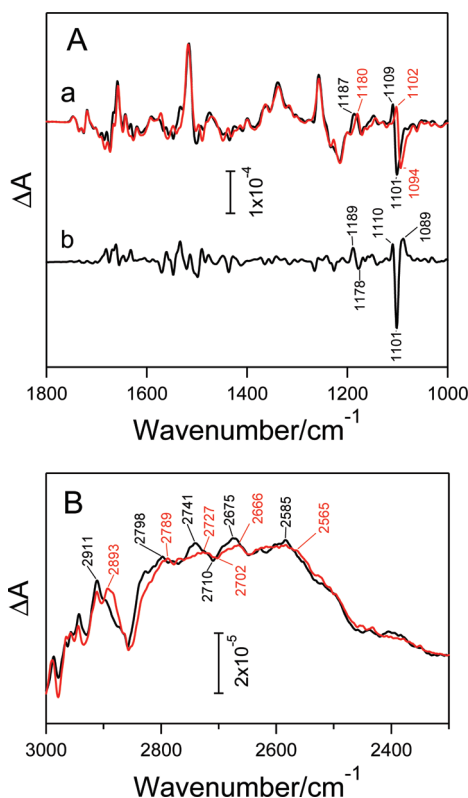 A
a
1187
1180
1109
1102
1x10-4
1101
1094
ΔA
b
1189
1178
1110
1089
1101
1800 1600 1400 1200 1000
Wavenumber/cm-1
B
2911
2893
2798
2789
2741
2727
2710
2702
2675
2666
2585
2565
2x10-5
ΔA
3000 2800 2600 2400
Wavenumber/cm-1